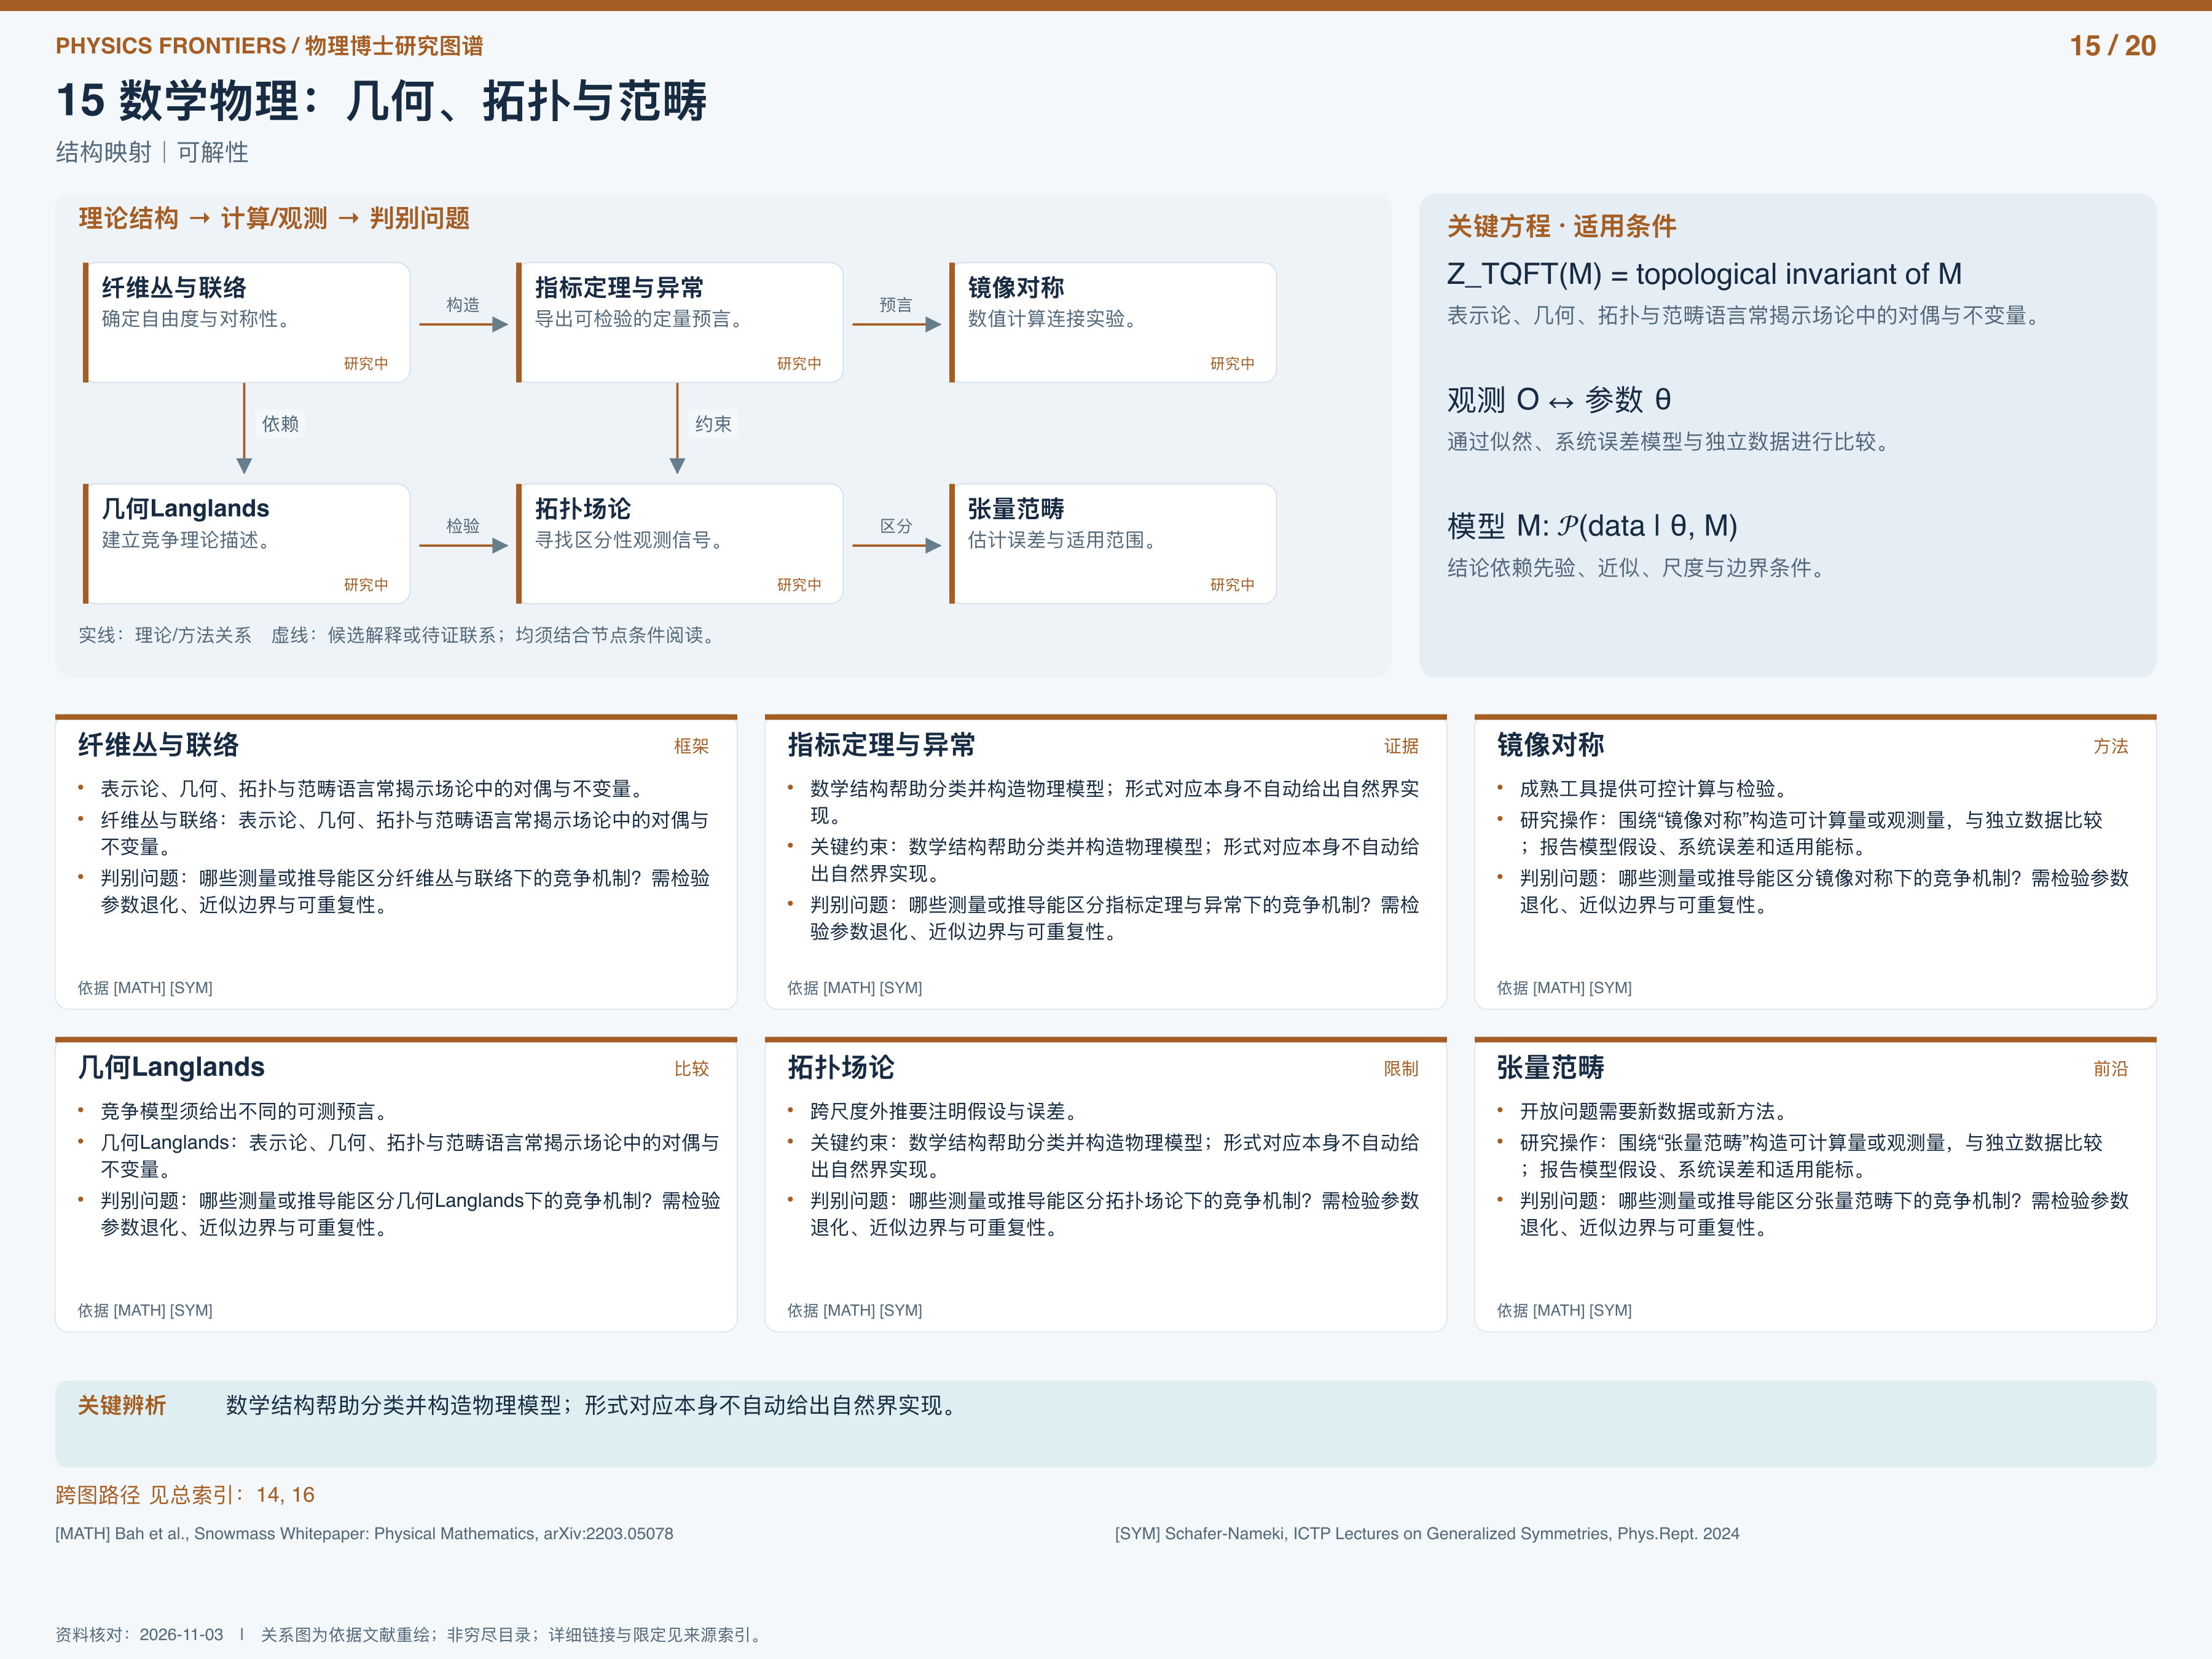 PHYSICS FRONTIERS / 物理博士研究图谱
15 / 20
15 数学物理：几何、拓扑与范畴
结构映射｜可解性
理论结构 → 计算/观测 → 判别问题
纤维丛与联络
确定自由度与对称性。
研究中
构造
指标定理与异常
导出可检验的定量预言。
研究中
预言
镜像对称
数值计算连接实验。
研究中
依赖
约束
几何Langlands
建立竞争理论描述。
研究中
检验
拓扑场论
寻找区分性观测信号。
研究中
区分
张量范畴
估计误差与适用范围。
研究中
实线：理论/方法关系　虚线：候选解释或待证联系；均须结合节点条件阅读。
关键方程 · 适用条件
Z_TQFT(M) = topological invariant of M
表示论、几何、拓扑与范畴语言常揭示场论中的对偶与不变量。
观测 O ↔ 参数 θ
通过似然、系统误差模型与独立数据进行比较。
模型 M: 𝒫(data | θ, M)
结论依赖先验、近似、尺度与边界条件。
纤维丛与联络
框架
• 表示论、几何、拓扑与范畴语言常揭示场论中的对偶与不变量。
• 纤维丛与联络：表示论、几何、拓扑与范畴语言常揭示场论中的对偶与
不变量。
• 判别问题：哪些测量或推导能区分纤维丛与联络下的竞争机制？需检验
参数退化、近似边界与可重复性。
依据 [MATH] [SYM]
指标定理与异常
证据
• 数学结构帮助分类并构造物理模型；形式对应本身不自动给出自然界实
现。
• 关键约束：数学结构帮助分类并构造物理模型；形式对应本身不自动给
出自然界实现。
• 判别问题：哪些测量或推导能区分指标定理与异常下的竞争机制？需检
验参数退化、近似边界与可重复性。
依据 [MATH] [SYM]
镜像对称
方法
• 成熟工具提供可控计算与检验。
• 研究操作：围绕“镜像对称”构造可计算量或观测量，与独立数据比较
；报告模型假设、系统误差和适用能标。
• 判别问题：哪些测量或推导能区分镜像对称下的竞争机制？需检验参数
退化、近似边界与可重复性。
依据 [MATH] [SYM]
几何Langlands
比较
• 竞争模型须给出不同的可测预言。
• 几何Langlands：表示论、几何、拓扑与范畴语言常揭示场论中的对偶与
不变量。
• 判别问题：哪些测量或推导能区分几何Langlands下的竞争机制？需检验
参数退化、近似边界与可重复性。
依据 [MATH] [SYM]
拓扑场论
限制
• 跨尺度外推要注明假设与误差。
• 关键约束：数学结构帮助分类并构造物理模型；形式对应本身不自动给
出自然界实现。
• 判别问题：哪些测量或推导能区分拓扑场论下的竞争机制？需检验参数
退化、近似边界与可重复性。
依据 [MATH] [SYM]
张量范畴
前沿
• 开放问题需要新数据或新方法。
• 研究操作：围绕“张量范畴”构造可计算量或观测量，与独立数据比较
；报告模型假设、系统误差和适用能标。
• 判别问题：哪些测量或推导能区分张量范畴下的竞争机制？需检验参数
退化、近似边界与可重复性。
依据 [MATH] [SYM]
关键辨析　数学结构帮助分类并构造物理模型；形式对应本身不自动给出自然界实现。
跨图路径 见总索引：14, 16
[MATH] Bah et al., Snowmass Whitepaper: Physical Mathematics, arXiv:2203.05078
[SYM] Schafer-Nameki, ICTP Lectures on Generalized Symmetries, Phys.Rept. 2024
资料核对：2026-11-03 | 关系图为依据文献重绘；非穷尽目录；详细链接与限定见来源索引。